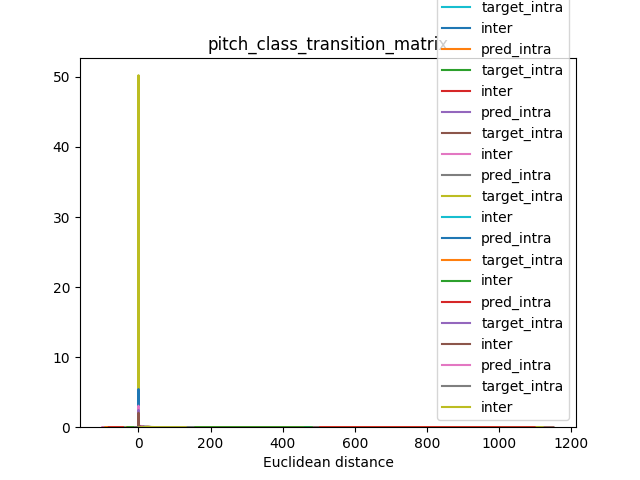 target_intra
inter
pitch_class_transition_matrix
pred_intra
target_intra
inter
pred_intra
target_intra
inter
pred_intra
target_intra
inter
pred_intra
target_intra
inter
pred_intra
target_intra
inter
pred_intra
target_intra
inter
50
40
30
20
10
0
0 200 400 600 800 1000 1200
Euclidean distance